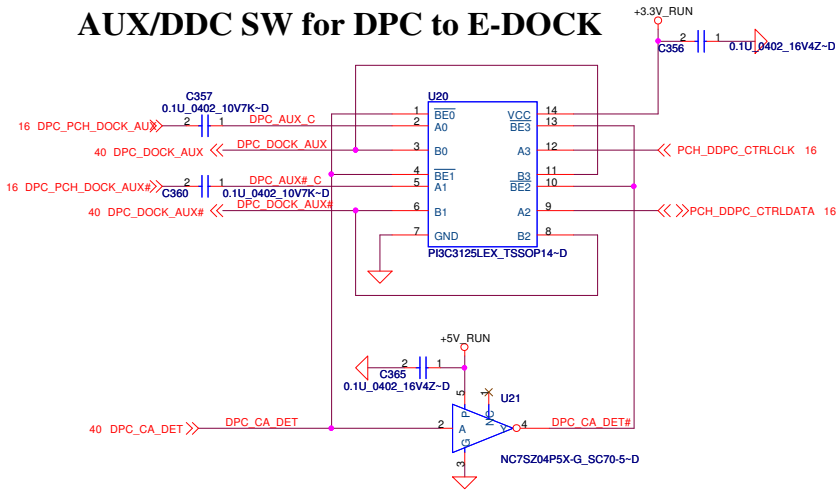 AUX/DDC SW for DPC to E-DOCK
+3.3V_RUN
C356
2 1
0.1U_0402_16V4Z~D
C357
0.1U_0402_10V7K~D
U20
16 DPC_PCH_DOCK_AUX
2 1
DPC_AUX_C
40 DPC_DOCK_AUX
DPC_DOCK_AUX
16 DPC_PCH_DOCK_AUX#
2 1
DPC_AUX#_C
C360
0.1U_0402_10V7K~D
40 DPC_DOCK_AUX#
DPC_DOCK_AUX#
1 BE0 VCC 14
2 A0 BE3 13
3 B0 A3 12
4 BE1 B3 11
5 A1 BE2 10
6 B1 A2 9
7 GND B2 8
PI3C3125LEX_TSSOP14~D
PCH_DDPC_CTRLCLK 16
PCH_DDPC_CTRLDATA 16
+5V_RUN
2 1
C365
0.1U_0402_16V4Z~D
U21
5 P
1 NC
40 DPC_CA_DET
DPC_CA_DET
2 A Y 4
DPC_CA_DET#
G 3
NC7SZ04P5X-G_SC70-5~D